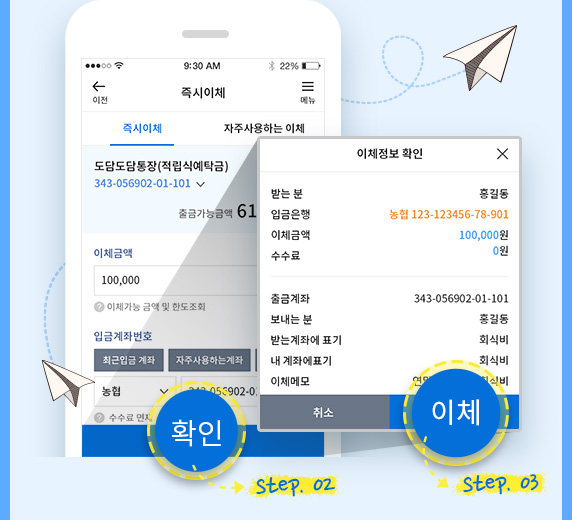 9:30 AM
22%
이전
즉시이체
메뉴
즉시이체
자주사용하는 이체
도담도담통장(적립식예탁금)
343-056902-01-101
출금가능금액 61
이체금액
100,000
이체가능 금액 및 한도조회
입금계좌번호
최근입금 계좌
자주사용하는계좌
농협
수수료 면제
확인
Step. 02
이체정보 확인
받는 분 홍길동
입금은행 농협 123-123456-78-901
이체금액 100,000원
수수료 0원
출금계좌 343-056902-01-101
보내는 분 홍길동
받는계좌에 표기 회식비
내 계좌에표기 회식비
이체메모 회식비
취소
이체
Step. 03